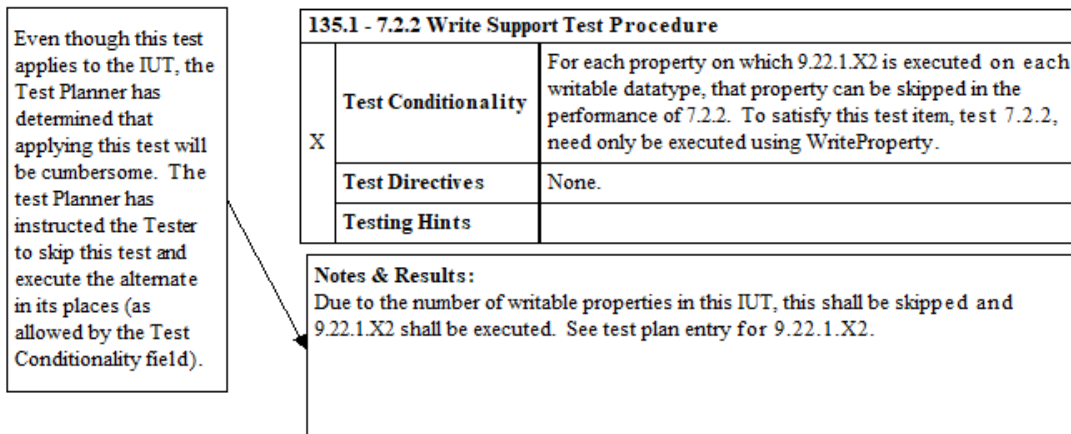 Even though this test
applies to the IUT, the
Test Planner has
determined that
applying this test will
be cumbersome. The
test Planner has
instructed the Tester
to skip this test and
execute the alternate
in its places (as
allowed by the Test
Conditionality field).
135.1 - 7.2.2 Write Support Test Procedure
X
Test Conditionality
For each property on which 9.22.1.X2 is executed on each
writable datatype, that property can be skipped in the
performance of 7.2.2. To satisfy this test item, test 7.2.2,
need only be executed using WriteProperty.
Test Directives
None.
Testing Hints
Notes & Results:
Due to the number of writable properties in this IUT, this shall be skipped and
9.22.1.X2 shall be executed. See test plan entry for 9.22.1.X2.